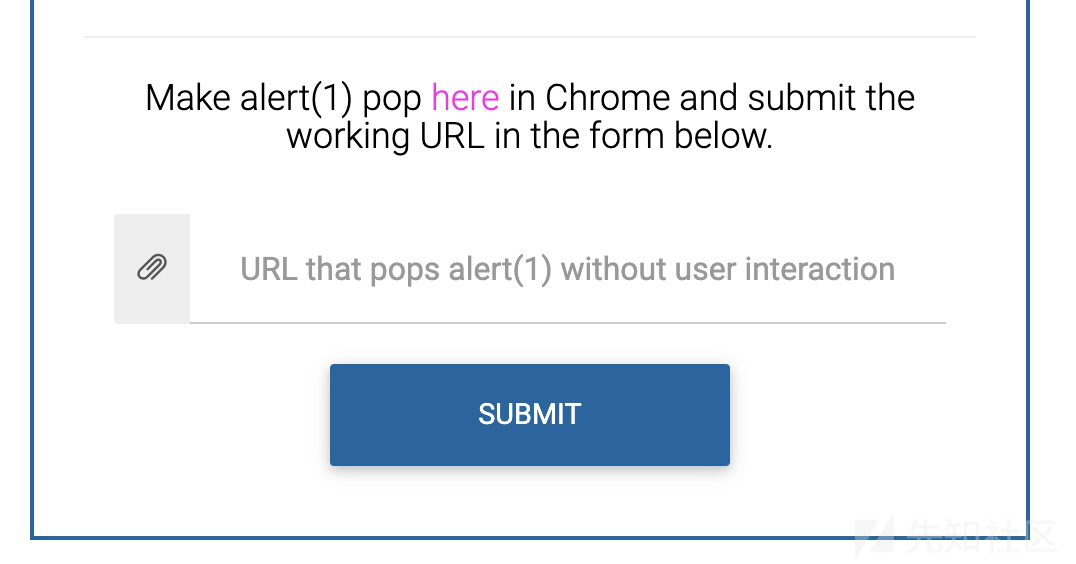 Make alert(1) pop here in Chrome and submit the
working URL in the form below.
URL that pops alert(1) without user interaction
SUBMIT
先知社区